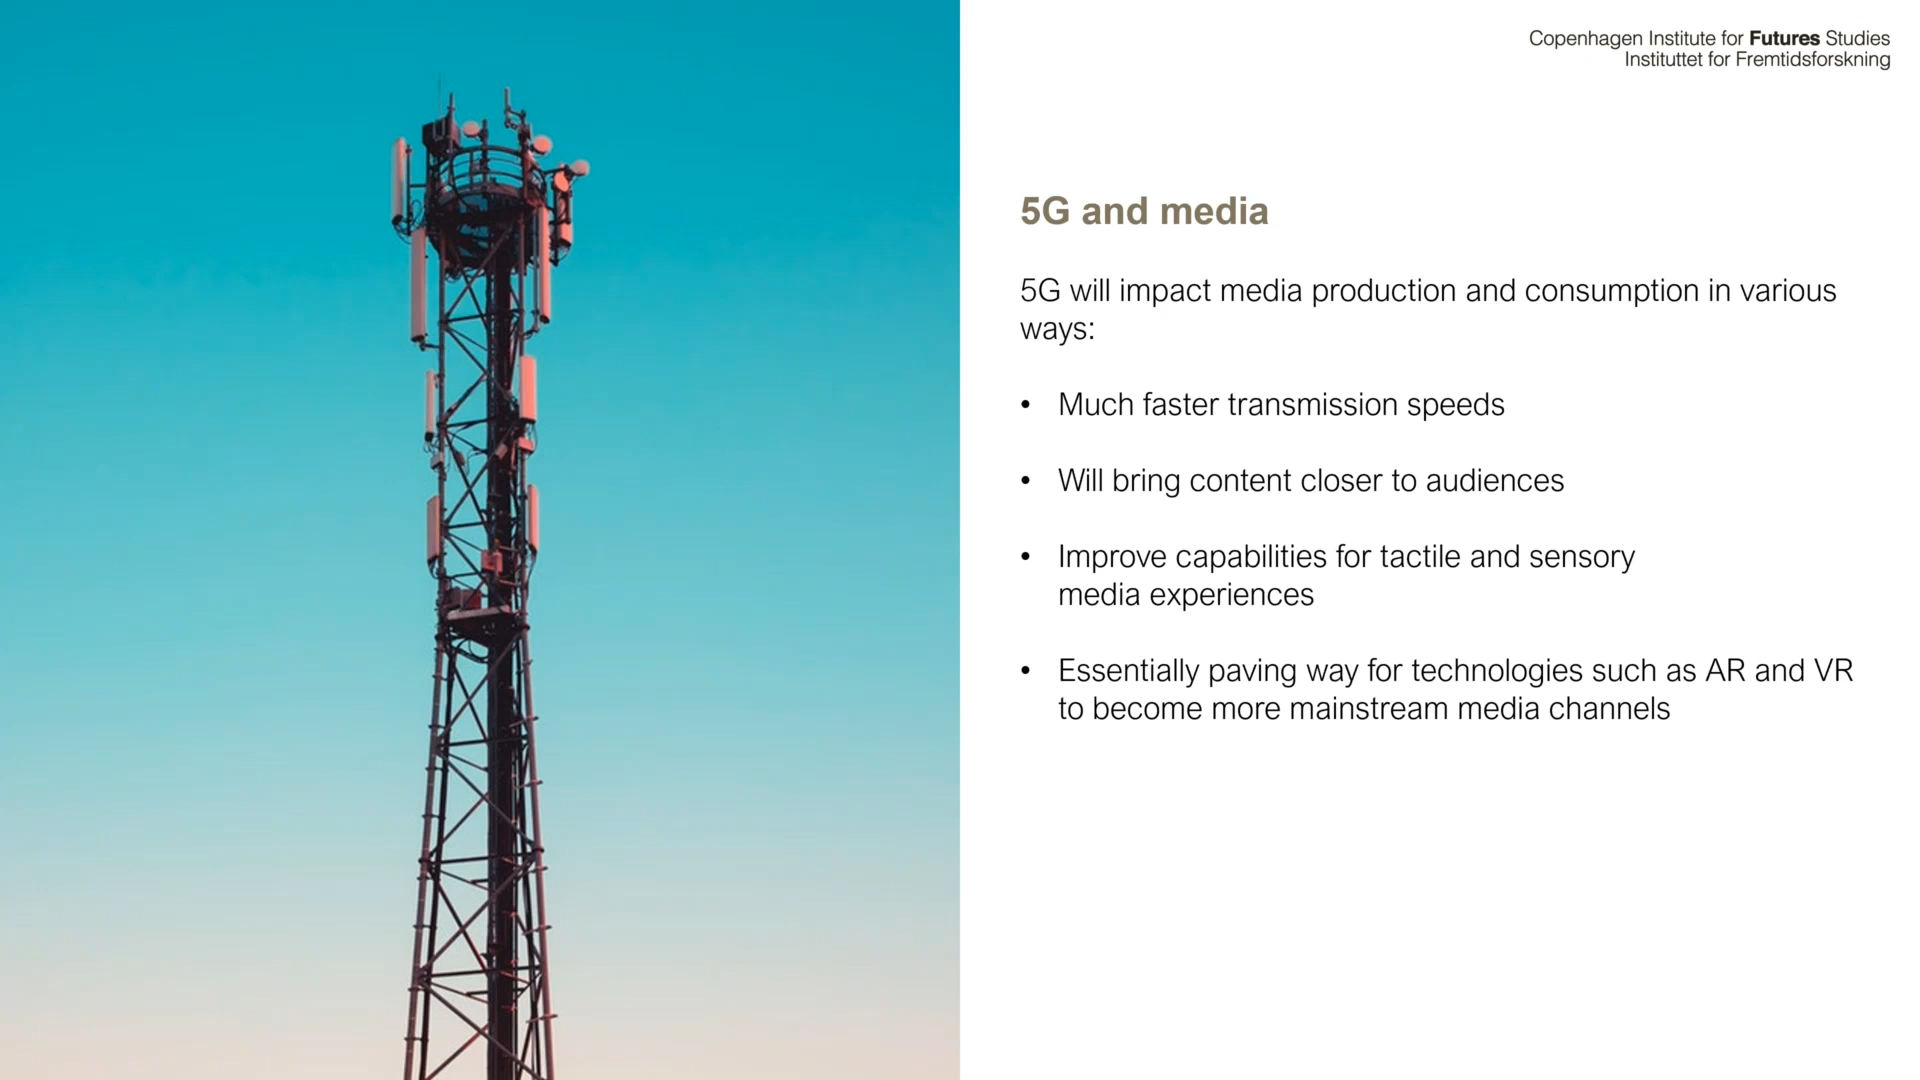 Copenhagen Institute for Futures Studies
Instituttet for Fremtidsforskning
5G and media
5G will impact media production and consumption in various
ways:
• Much faster transmission speeds
• Will bring content closer to audiences
• Improve capabilities for tactile and sensory
media experiences
• Essentially paving way for technologies such as AR and VR
to become more mainstream media channels